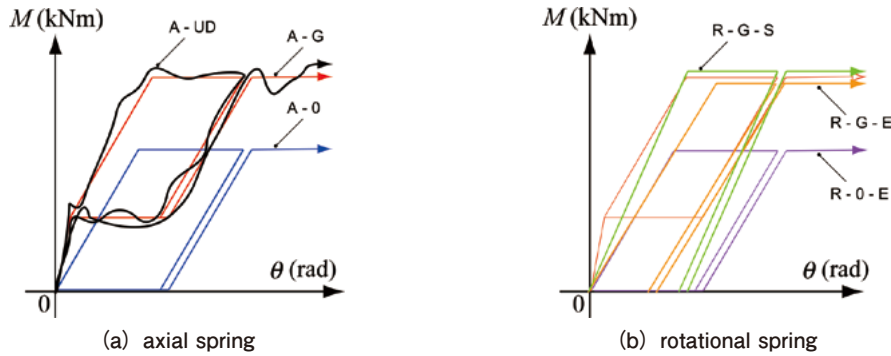 M (kNm)
A - UD
A - G
A - 0
0
θ (rad)
(a) axial spring
M (kNm)
R - G - S
R - G - E
R - 0 - E
0
θ (rad)
(b) rotational spring